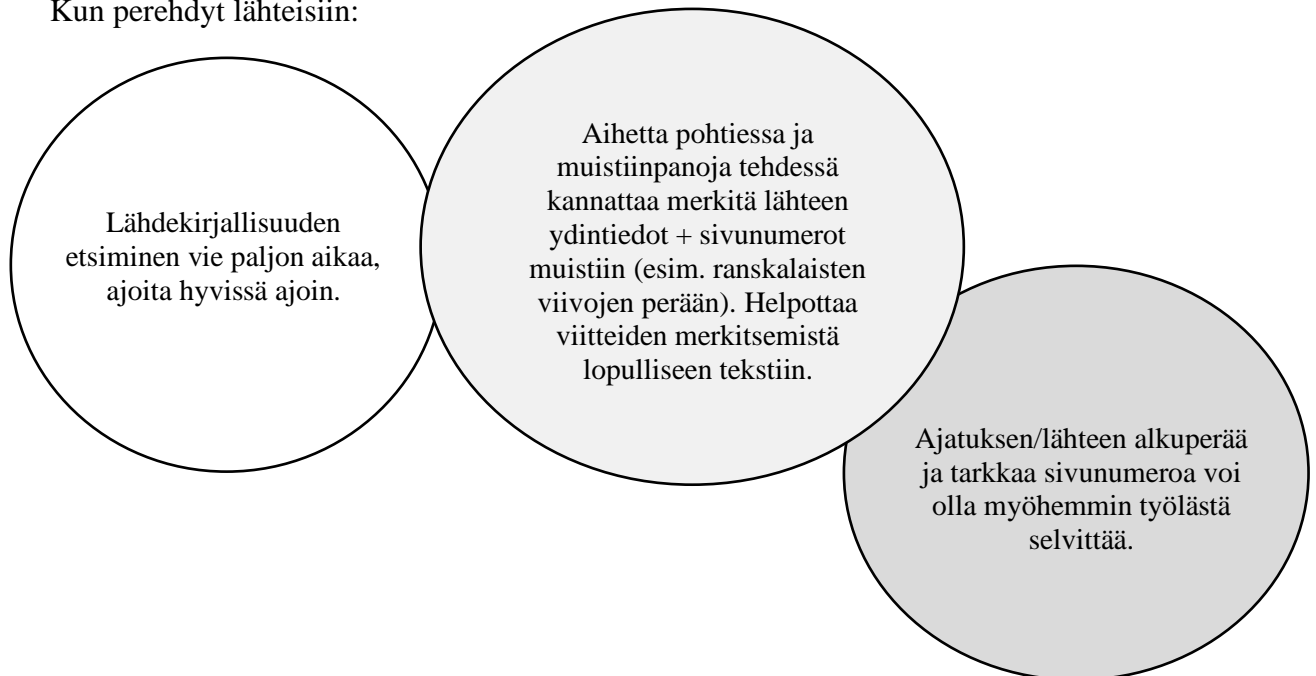 Kun perehdyt lähteisiin:
Lähdekirjallisuuden
etsiminen vie paljon aikaa,
ajoita hyvissä ajoin.
Aihetta pohtiessa ja
muistiinpanoja tehdessä
kannattaa merkitä lähteen
ydintiedot + sivunumerot
muistiin (esim. ranskalaisten
viivojen perään). Helpottaa
viitteiden merkitsemistä
lopulliseen tekstiin.
Ajatuksen/lähteen alkuperää
ja tarkkaa sivunumeroa voi
olla myöhemmin työlästä
selvittää.